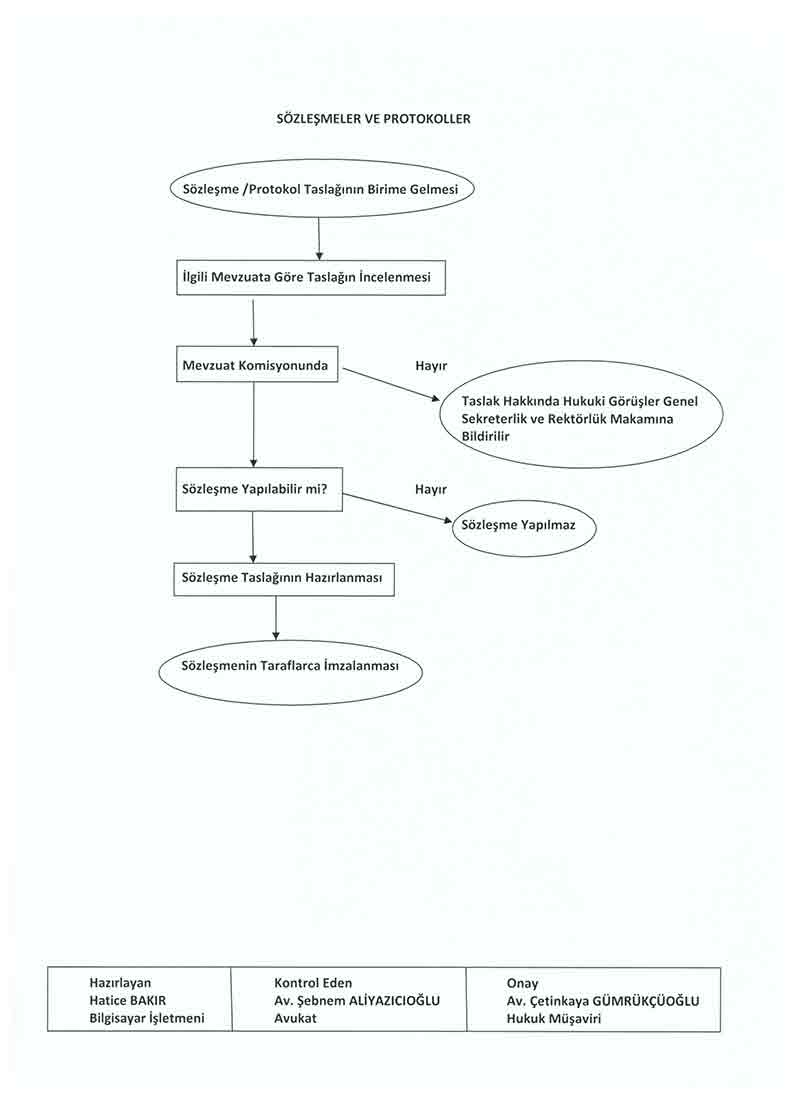 SÖZLEŞMELER VE PROTOKOLLER
Sözleşme /Protokol Taslağının Birime Gelmesi
İlgili Mevzuata Göre Taslağın İncelenmesi
Mevzuat Komisyonunda
Hayır
Taslak Hakkında Hukuki Görüşler Genel
Sekreterlik ve Rektörlük Makamına
Bildirilir
Sözleşme Yapılabilir mi?
Hayır
Sözleşme Yapılmaz
Sözleşme Taslağının Hazırlanması
Sözleşmenin Taraflarca İmzalanması
Hazırlayan
Hatice BAKIR
Bilgisayar İşletmeni
Kontrol Eden
Av. Şebnem ALİYAZICIOĞLU
Avukat
Onay
Av. Çetinkaya GÜMRÜKÇÜOĞLU
Hukuk Müşaviri